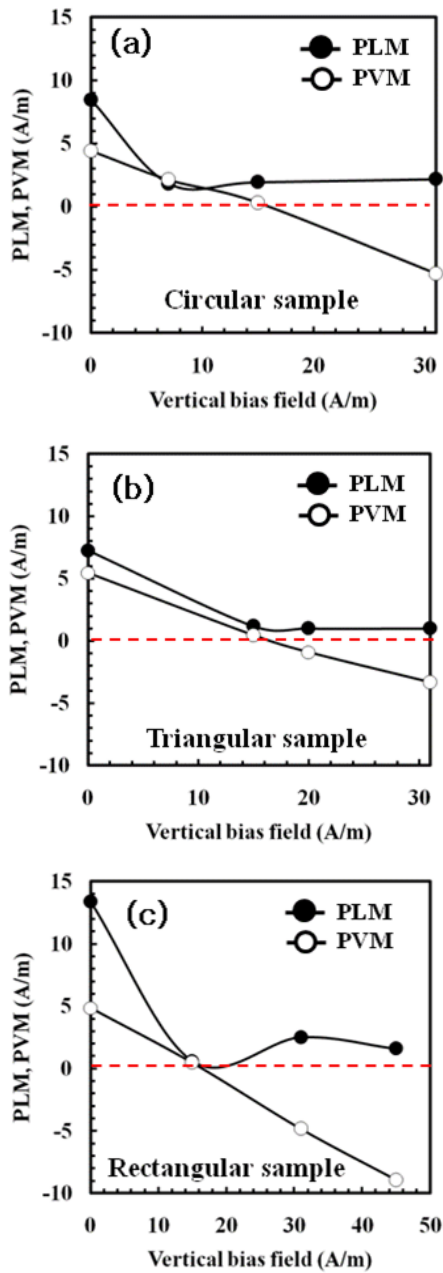 15
(a)
PLM
PVM
10
5
0
-5
-10
PLM, PVM (A/m)
Circular sample
0 10 20 30
Vertical bias field (A/m)
15
(b)
PLM
PVM
10
5
0
-5
-10
PLM, PVM (A/m)
Triangular sample
0 10 20 30
Vertical bias field (A/m)
15
(c)
PLM
PVM
10
5
0
-5
-10
PLM, PVM (A/m)
Rectangular sample
0 10 20 30 40 50
Vertical bias field (A/m)